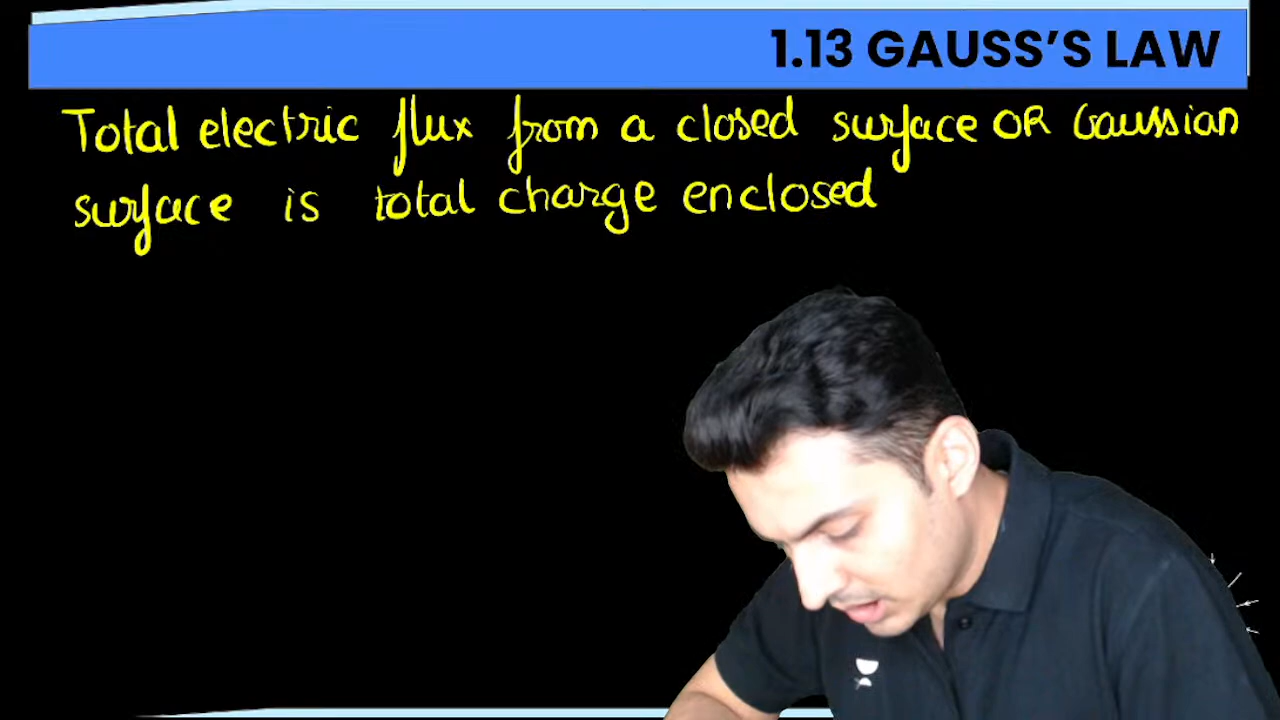 1.13 GAUSS'S LAW
Total electric flux from a closed surface OR Gaussian
surface is total charge enclosed